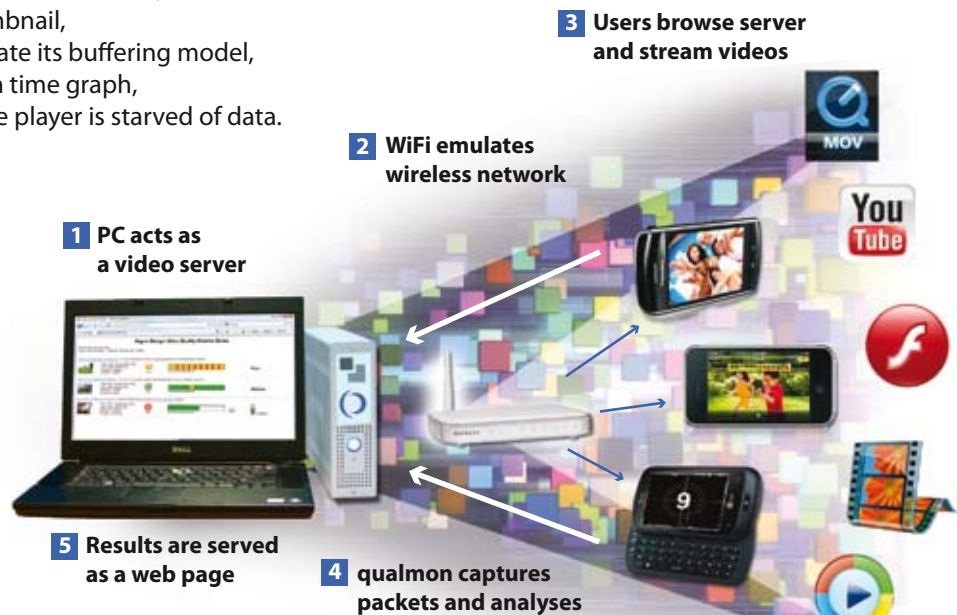 nbnail,
ate its buffering model,
n time graph,
e player is starved of data.
3 Users browse server
and stream videos
MOV
2 WiFi emulates
wireless network
You
Tube
1 PC acts as
a video server
DELL
9
5 Results are served
as a web page
4 qualmon captures
packets and analyses